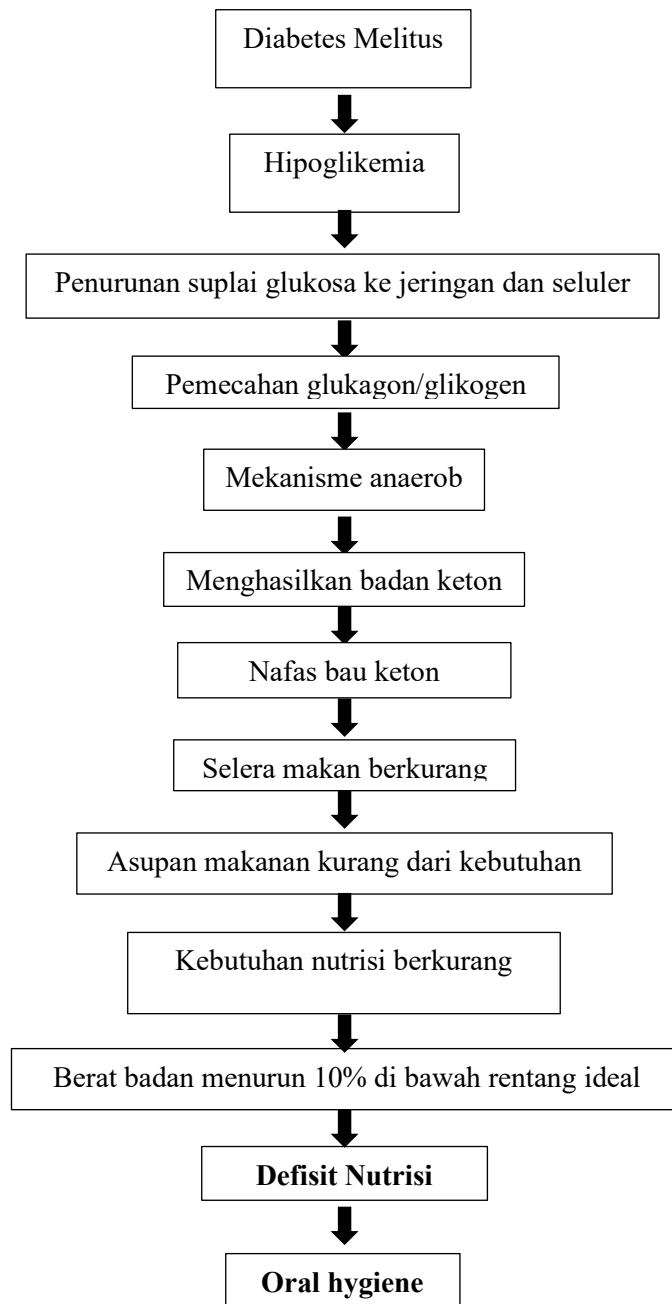 Diabetes Melitus
Hipoglikemia
Penurunan suplai glukosa ke jeringan dan seluler
Pemecahan glukagon/glikogen
Mekanisme anaerob
Menghasilkan badan keton
Nafas bau keton
Selera makan berkurang
Asupan makanan kurang dari kebutuhan
Kebutuhan nutrisi berkurang
Berat badan menurun 10% di bawah rentang ideal
Defisit Nutrisi
Oral hygiene